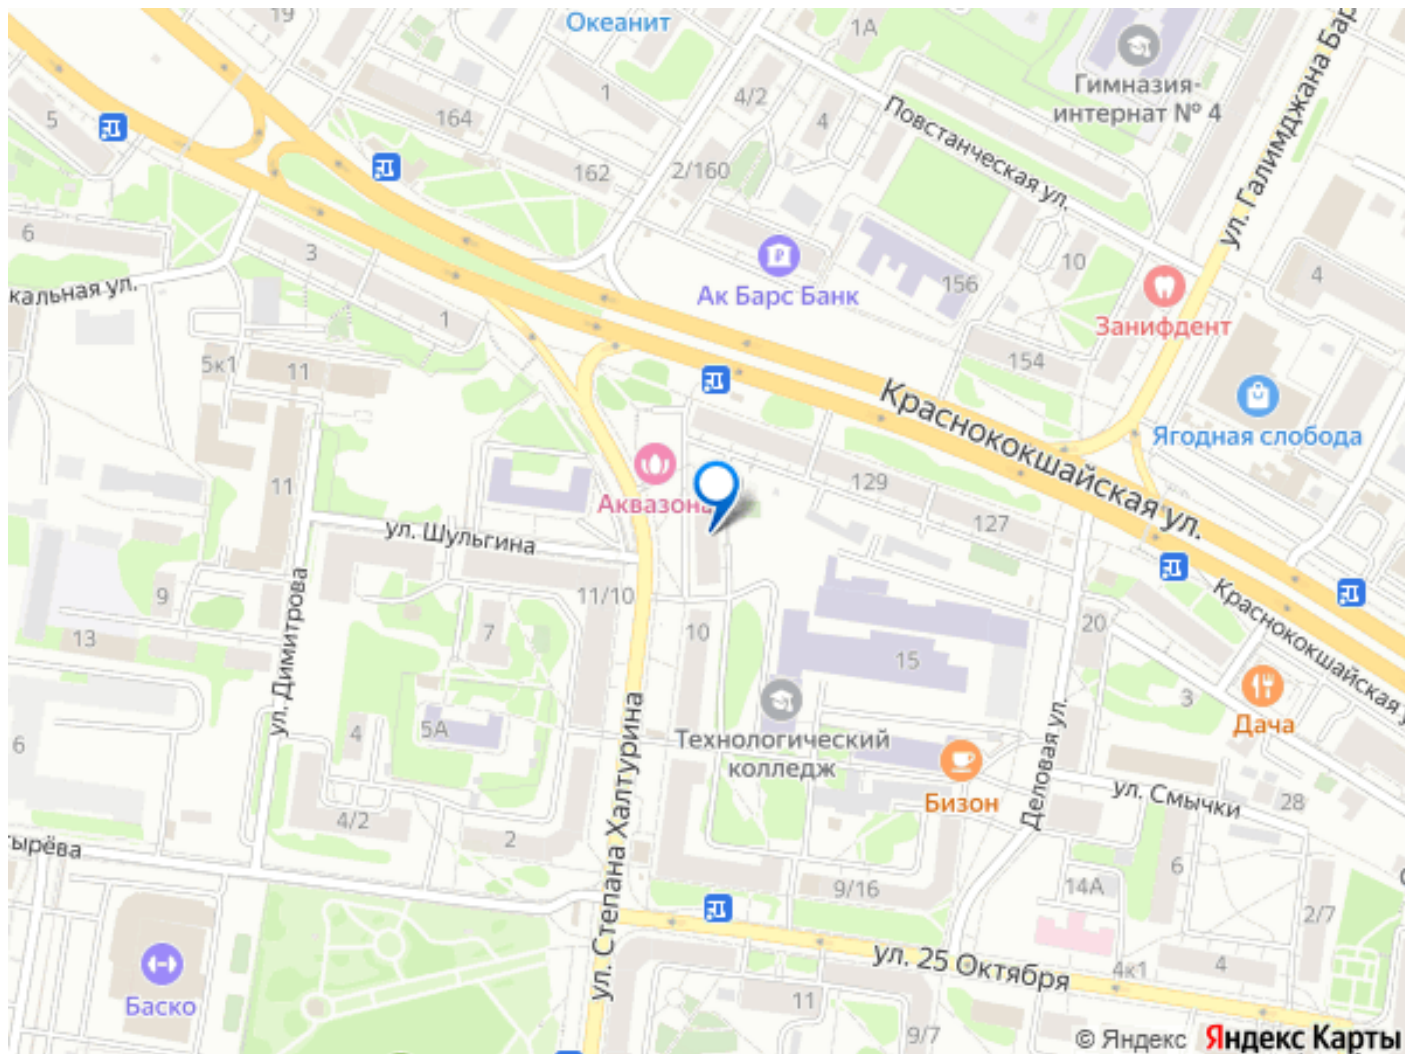 19
Океанит
1А
Гимназия-
интернат № 4
ул. Галимджана Бар
5
164
1
4/2
4
Повстанческая ул.
162
2/160
6
3
10
4
кальная ул.
Ак Барс Банк
156
Занифдент
1
5к1
11
154
Краснококшайская ул.
Ягодная слобода
11
Аквазона
129
127
ул. Шульгина
9
11/10
ул. Димитрова
Краснококшайская у
13
7
10
20
15
3
6
4
5А
Технологический
колледж
Дача
ул. Степана Халтурина
Деловая ул.
Бизон
ул. Смычки
28
4/2
2
тырёва
6
9/16
14А
2/7
ул. 25 Октября
4к1
4
Баско
11
9/7
© Яндекс Яндекс Карты